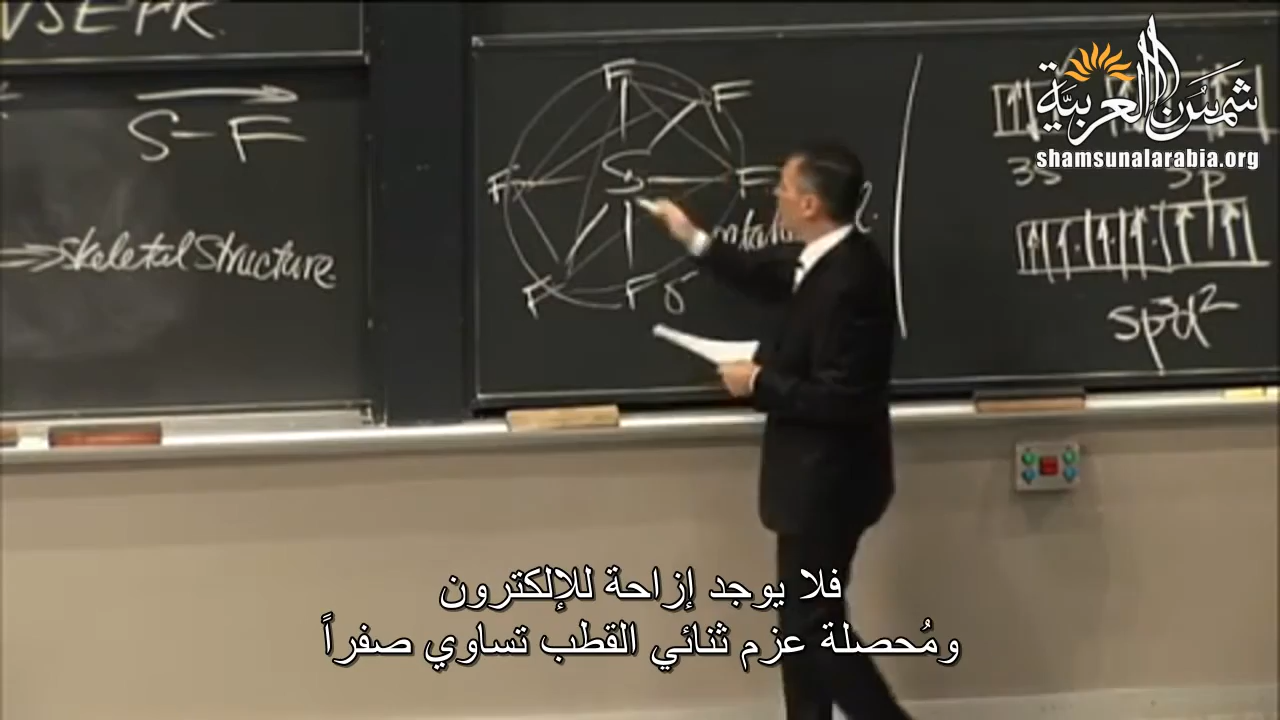 VSEPR
S-F
skeletal structure
F
F
F
S
F
F
F
3s 3p
sp³d²
شمسُ العربيّة
shamsunalarabia.org
فلا يوجد إزاحة للإلكترون
ومُحصلة عزم ثنائي القطب تساوي صفراً